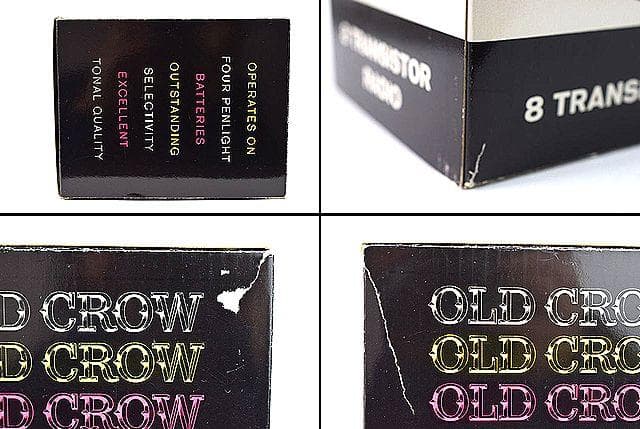 OPERATES ON
FOUR PENLIGHT
BATTERIES
OUTSTANDING
SELECTIVITY
EXCELLENT
TONAL QUALITY
8 TRANSISTOR
RADIO
8 TRANS
D CROW
D CROW
D CROW
OLD CRO
OLD CRO
OLD CRO